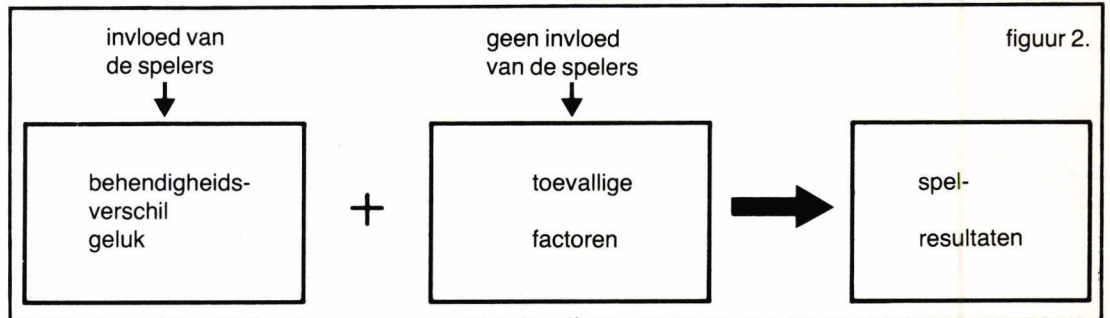 invloed van
de spelers
geen invloed
van de spelers
figuur 2.
behendigheids-
verschil
geluk
+
toevallige
factoren
spel-
resultaten